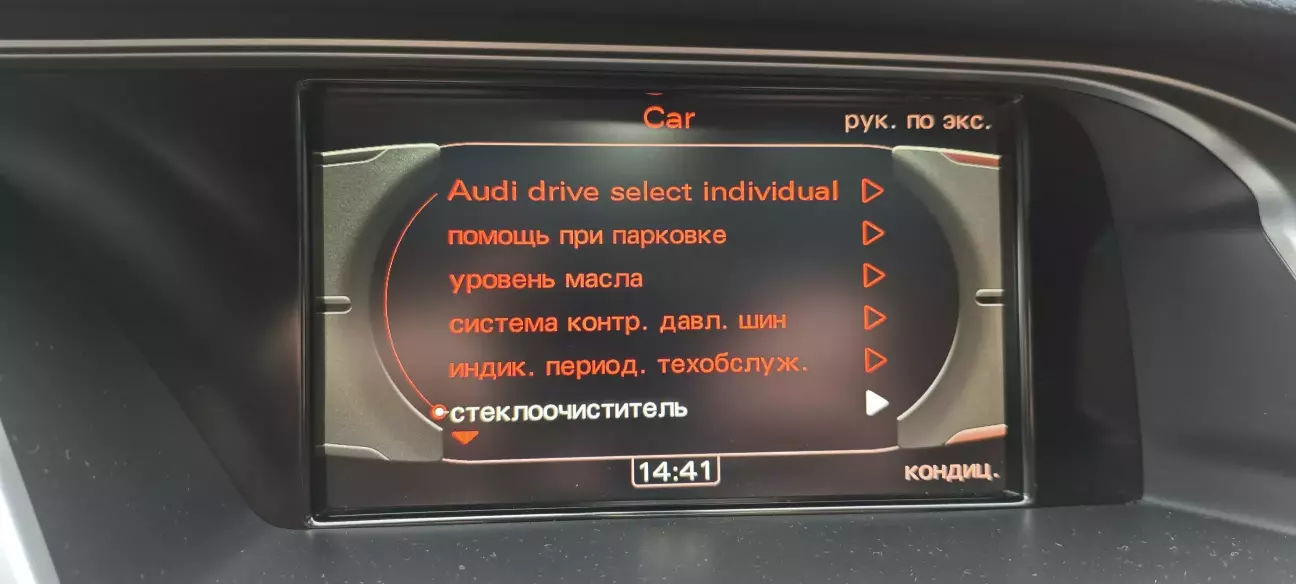 Car
рук. по экс.
Audi drive select individual
помощь при парковке
уровень масла
система контр. давл. шин
индик. период. техобслуж.
стеклоочиститель
14:41
кондиц.